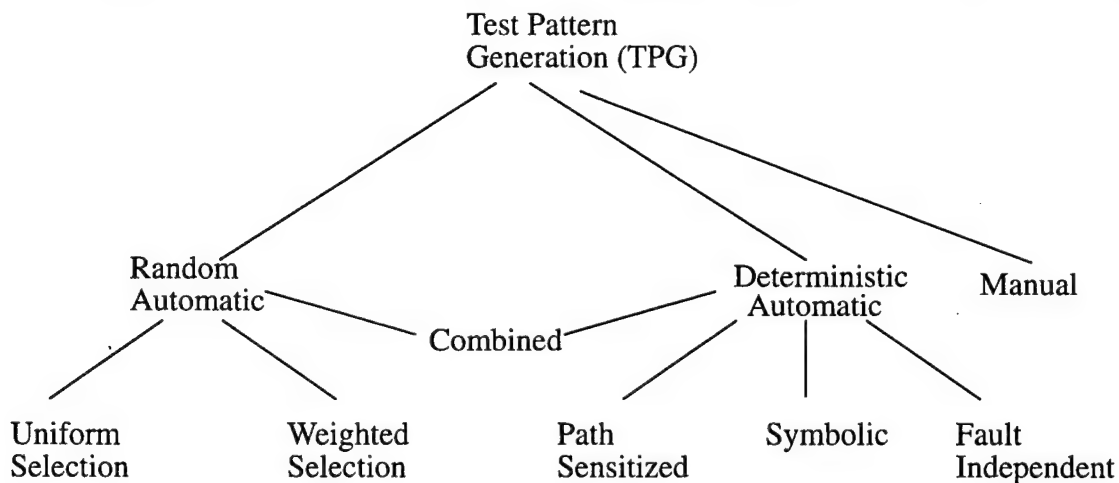 Test Pattern
Generation (TPG)
Random
Automatic
Deterministic
Automatic
Manual
Combined
Uniform
Selection
Weighted
Selection
Path
Sensitized
Symbolic
Fault
Independent